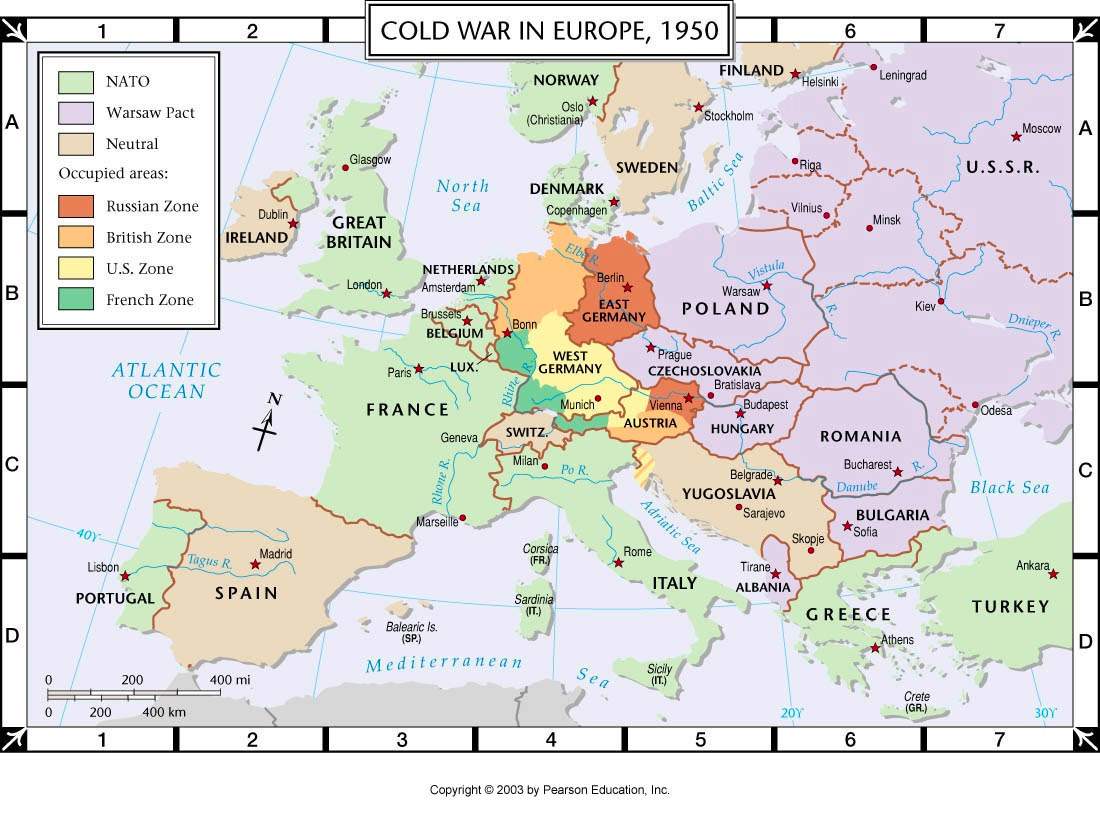 COLD WAR IN EUROPE, 1950
1
2
6
7
NATO
Warsaw Pact
Neutral
Occupied areas:
Russian Zone
British Zone
U.S. Zone
French Zone
A
B
C
D
A
B
C
D
NORWAY
Oslo
(Christiania)
SWEDEN
Stockholm
FINLAND
Helsinki
Leningrad
Moscow
U.S.S.R.
Riga
Vilnius
Minsk
Baltic Sea
North
Sea
DENMARK
Copenhagen
Glasgow
Dublin
IRELAND
GREAT
BRITAIN
London
NETHERLANDS
Amsterdam
Brussels
BELGIUM
LUX.
Bonn
Elbe R.
Berlin
EAST
GERMANY
WEST
GERMANY
Rhine R.
Munich
POLAND
Vistula
R.
Warsaw
Kiev
Dnieper R.
Odesa
Prague
CZECHOSLOVAKIA
Bratislava
Vienna
AUSTRIA
Budapest
HUNGARY
ROMANIA
Bucharest
Danube
R.
Black Sea
BULGARIA
Sofia
Belgrade
YUGOSLAVIA
Sarajevo
Skopje
Tirane
ALBANIA
Adriatic Sea
ATLANTIC
OCEAN
N
Paris
FRANCE
Geneva
SWITZ.
Milan
Po R.
Rhone R.
Marseille
Corsica
(FR.)
Sardinia
(IT.)
Rome
ITALY
Sicily
(IT.)
40Y
Lisbon
PORTUGAL
Tagus R.
Madrid
SPAIN
Balearic Is.
(SP.)
Mediterranean
Sea
GREECE
Athens
Crete
(GR.)
Ankara
TURKEY
20Y
30Y
0 200 400 mi
0 200 400 km
1
2
3
4
5
6
7
Copyright © 2003 by Pearson Education, Inc.